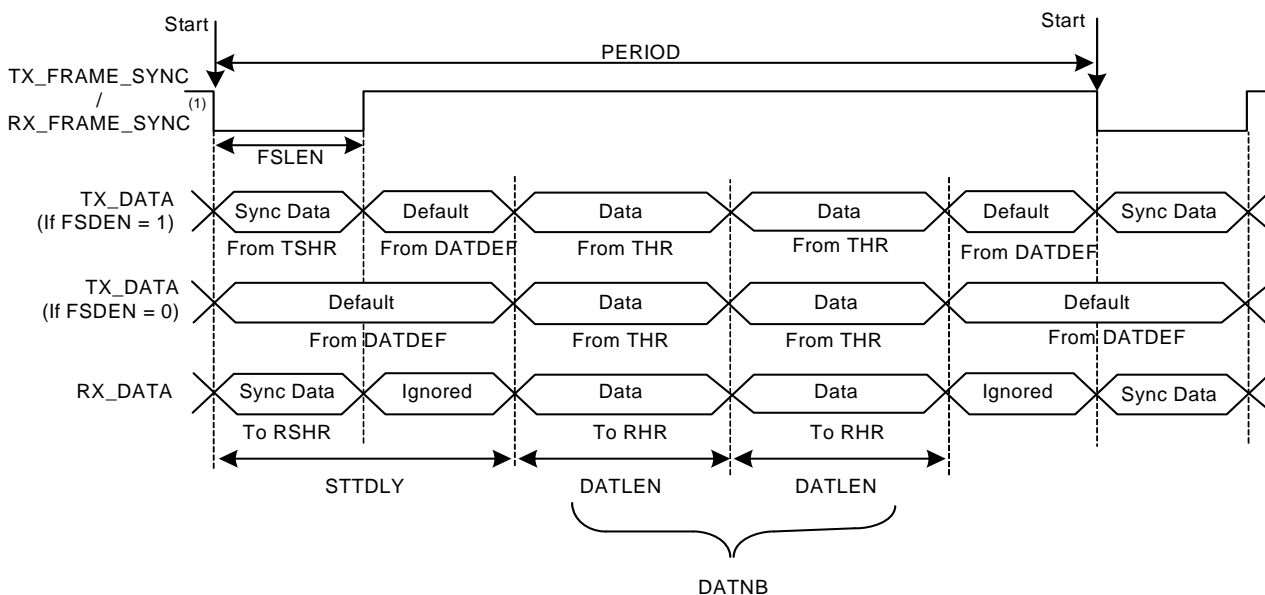 Start
Start
PERIOD
TX_FRAME_SYNC
/
RX_FRAME_SYNC
(1)
FSLEN
TX_DATA
(If FSDEN = 1)
Sync Data
Default
Data
Data
Default
Sync Data
From TSHR
From DATDEF
From THR
From THR
From DATDEF
TX_DATA
(If FSDEN = 0)
Default
Data
Data
Default
From DATDEF
From THR
From THR
From DATDEF
RX_DATA
Sync Data
Ignored
Data
Data
Ignored
Sync Data
To RSHR
To RHR
To RHR
STTDLY
DATLEN
DATLEN
DATNB